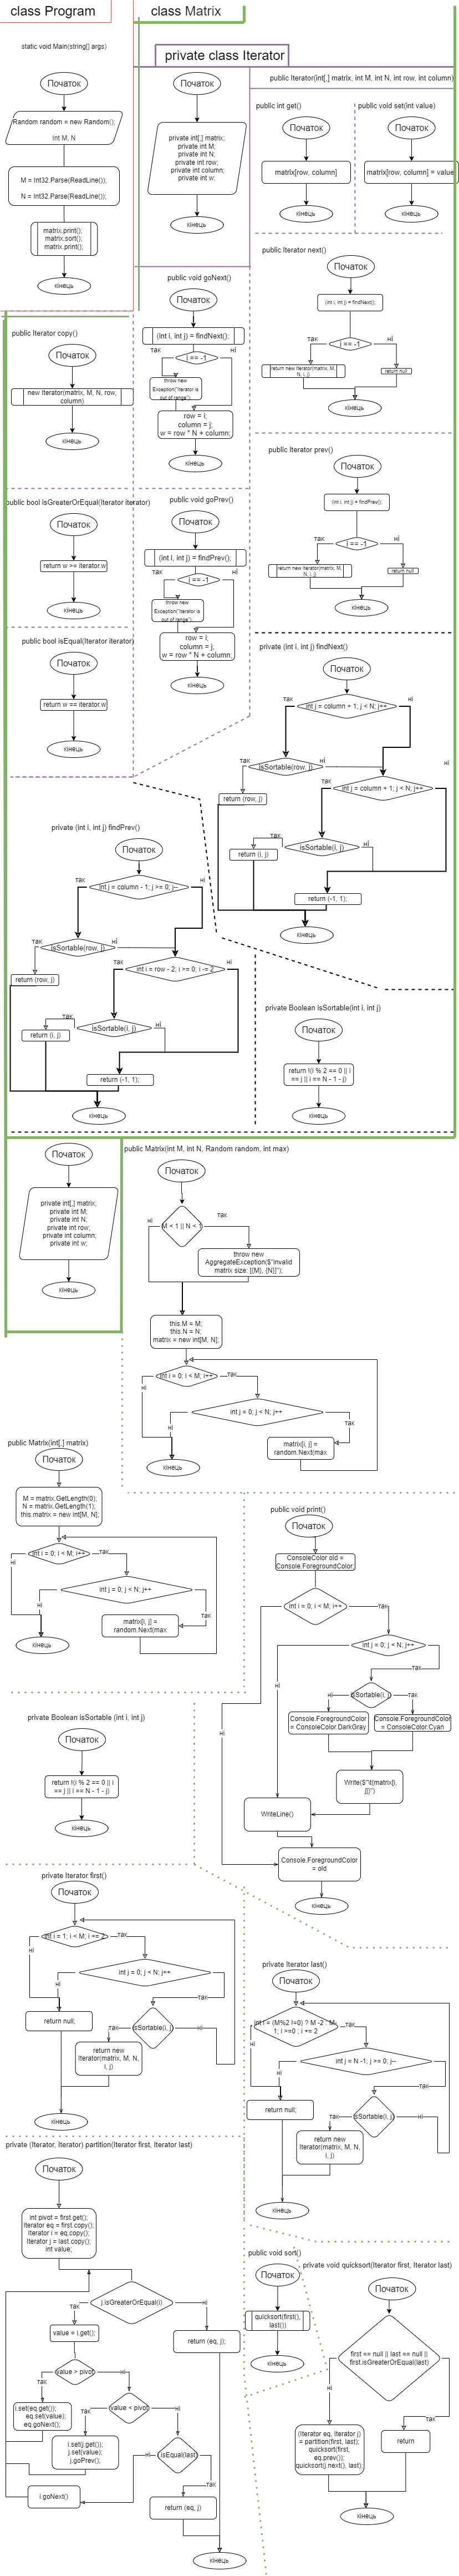 class Program
class Matrix
static void Main(string[] args)
private class Iterator
Початок
Random random = new Random();
int M, N
M = Int32.Parse(ReadLine());
N = Int32.Parse(ReadLine());
matrix.print();
matrix.sort();
matrix.print();
кінець
Початок
private int[,] matrix;
private int M;
private int N;
private int row;
private int column;
private int w;
кінець
public Iterator(int[,] matrix, int M, int N, int row, int column)
public int get()
Початок
matrix[row, column]
кінець
public void set(int value)
Початок
matrix[row, column] = value
кінець
public Iterator next()
Початок
(int i, int j) = findNext();
i == -1
так
ні
return new Iterator(matrix, M, N, i, j)
return null
кінець
public void goNext()
Початок
(int i, int j) = findNext();
так
ні
i == -1
throw new
Exception("Iterator is
out of range");
row = i;
column = j;
w = row * N + column;
кінець
public Iterator copy()
Початок
new Iterator(matrix, M, N, row,
column)
кінець
public Iterator prev()
Початок
(int i, int j) = findPrev();
i == -1
так
ні
return new Iterator(matrix, M,
N, i, j)
return null
кінець
public bool isGreaterOrEqual(Iterator iterator)
Початок
return w >= iterator.w
кінець
public void goPrev()
Початок
(int i, int j) = findPrev();
так
ні
i == -1
throw new
Exception("Iterator is
out of range");
row = i;
column = j;
w = row * N + column;
кінець
public bool isEqual(Iterator iterator)
Початок
return w == iterator.w
кінець
private (int i, int j) findNext()
Початок
так
ні
int j = column + 1; j < N; j++
isSortable(row, j)
ні
так
return (row, j)
так
ні
int j = column + 1; j < N, j++
isSortable(i, j)
так
ні
return (i, j)
return (-1, 1);
кінець
private (int i, int j) findPrev()
Початок
int j = column - 1; j >= 0; j--
так
ні
isSortable(row, j)
так
ні
return (row, j)
int i = row - 2; i >= 0; i -= 2
так
ні
isSortable(i, j)
так
ні
return (i, j)
return (-1, 1);
кінець
private Boolean isSortable(int i, int j)
Початок
return !(i % 2 == 0 || i
== j || i == N - 1 - j)
кінець
Початок
private int[,] matrix;
private int M;
private int N;
private int row;
private int column;
private int w;
кінець
public Matrix(int M, int N, Random random, int max)
Початок
ні
так
M < 1 || N < 1
throw new
AggregateException($"invalid
matrix size: [{M}, {N}]");
this.M = M;
this.N = N;
matrix = new int[M, N];
int i = 0; i < M; i++
так
ні
int j = 0; j < N; j++
ні
так
matrix[i, j] =
random.Next(max
кінець
public Matrix(int[,] matrix)
Початок
M = matrix.GetLength(0);
N = matrix.GetLength(1);
this.matrix = new int[M, N];
int i = 0; i < M; i++
так
ні
int j = 0; j < N; j++
ні
так
matrix[i, j] =
random.Next(max
кінець
public void print()
Початок
ConsoleColor old =
Console.ForegroundColor;
int i = 0; i < M; i++
так
ні
int j = 0; j < N; j++
ні
так
isSortable(i, j)
так
ні
Console.ForegroundColor
= ConsoleColor.DarkGray
Console.ForegroundColor
= ConsoleColor.Cyan
Write($"\t{matrix[i,
j]}")
WriteLine()
Console.ForegroundColor
= old
кінець
private Boolean isSortable (int i, int j)
Початок
return !(i % 2 == 0 || i
== j || i == N - 1 - j)
кінець
private Iterator first()
Початок
int i = 1; i < M; i += 2
так
ні
int j = 0; j < N; j++
ні
так
return null;
isSortable(i, j)
так
ні
return new
Iterator(matrix, M, N,
i, j)
кінець
private Iterator last()
Початок
int i = (M%2 !=0) ? M -2 : M-
1; i >=0 ; i += 2
так
ні
int j = N -1; j >= 0; j--
ні
так
return null;
isSortable(i, j)
так
ні
return new
Iterator(matrix, M, N,
i, j)
кінець
private (Iterator, Iterator) partition(Iterator first, Iterator last)
Початок
int pivot = first.get();
Iterator eq = first.copy();
Iterator i = eq.copy();
Iterator j = last.copy();
int value;
j.isGreaterOrEqual(i)
так
ні
value = i.get();
return (eq, j);
value > pivot
так
ні
i.set(eq.get());
eq.set(value);
eq.goNext();
value < pivot
так
ні
i.set(j.get());
j.set(value);
j.goPrev();
isEqual(last)
ні
так
i.goNext()
return (eq, j)
кінець
public void sort()
Початок
quicksort(first(),
last())
кінець
private void quicksort(Iterator first, Iterator last)
Початок
first == null || last == null ||
first.isGreaterOrEqual(last)
ні
так
(Iterator eq, Iterator j)
= partition(first, last);
quicksort(first,
eq.prev());
quicksort(j.next(), last);
return
кінець